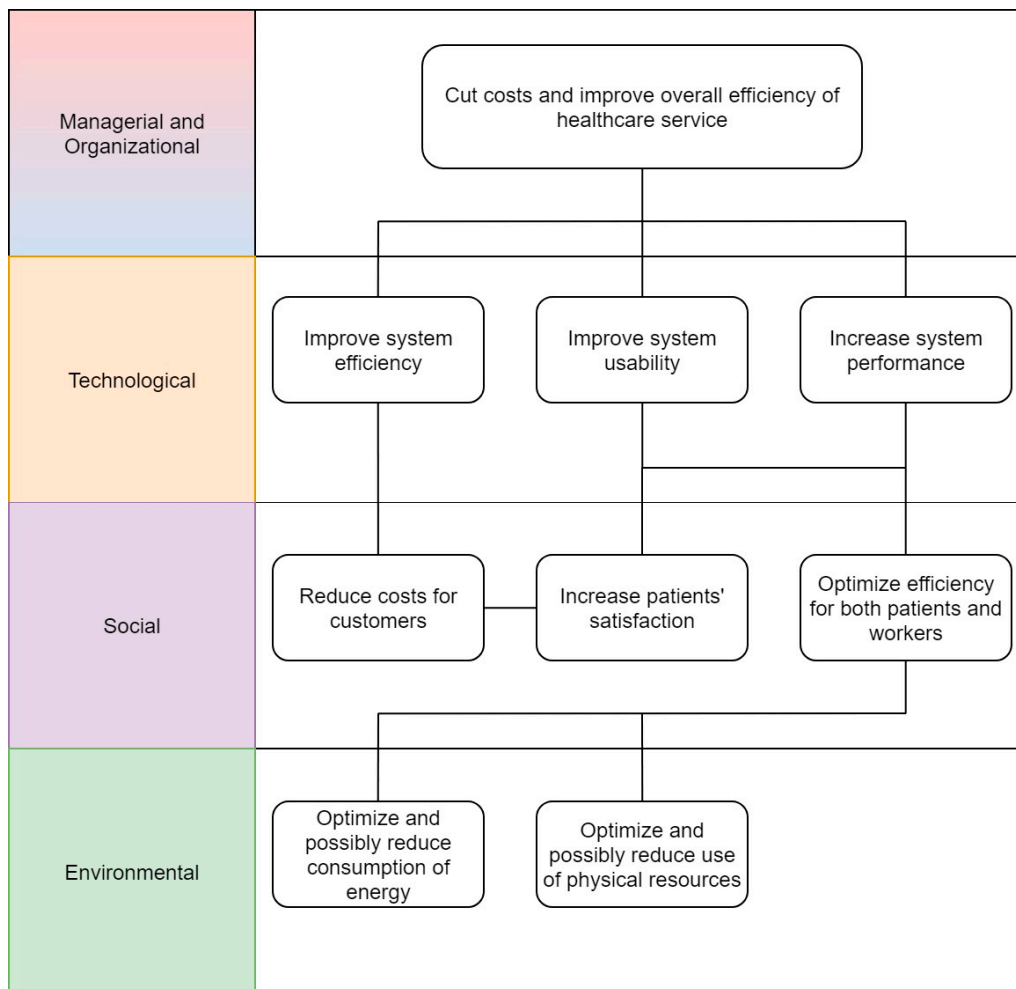 Managerial and
Organizational
Cut costs and improve overall efficiency of
healthcare service
Technological
Improve system
efficiency
Improve system
usability
Increase system
performance
Social
Reduce costs for
customers
Increase patients'
satisfaction
Optimize efficiency
for both patients and
workers
Environmental
Optimize and
possibly reduce
consumption of
energy
Optimize and
possibly reduce use
of physical resources